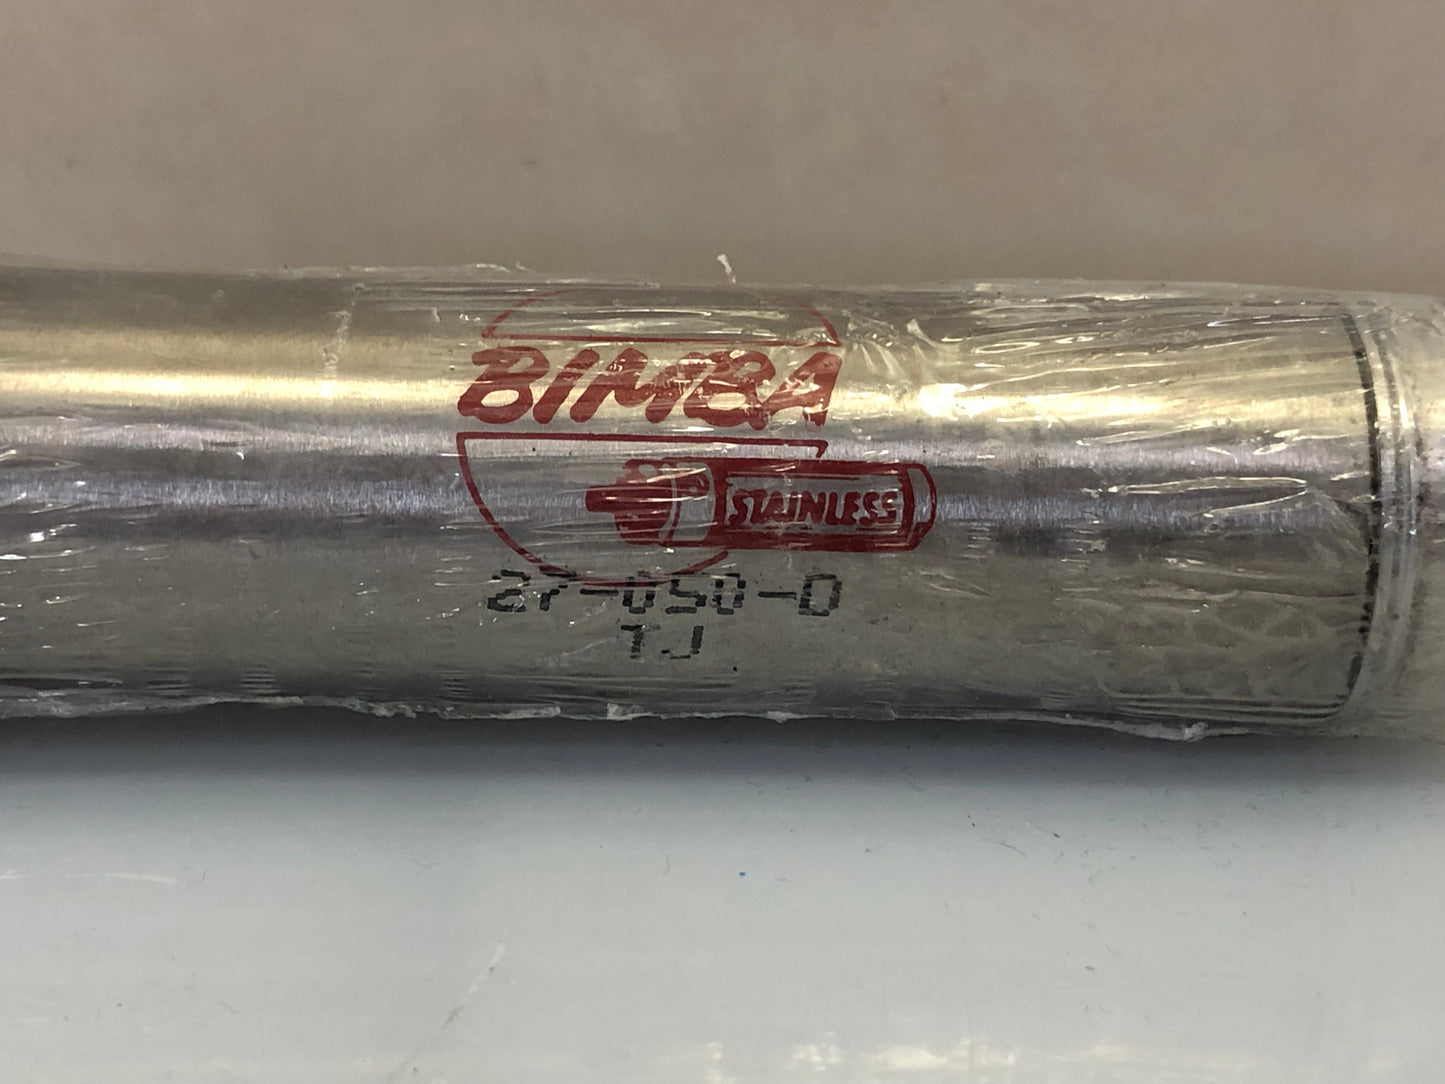 BIMBA
STAINLESS
27-050-D
TJ